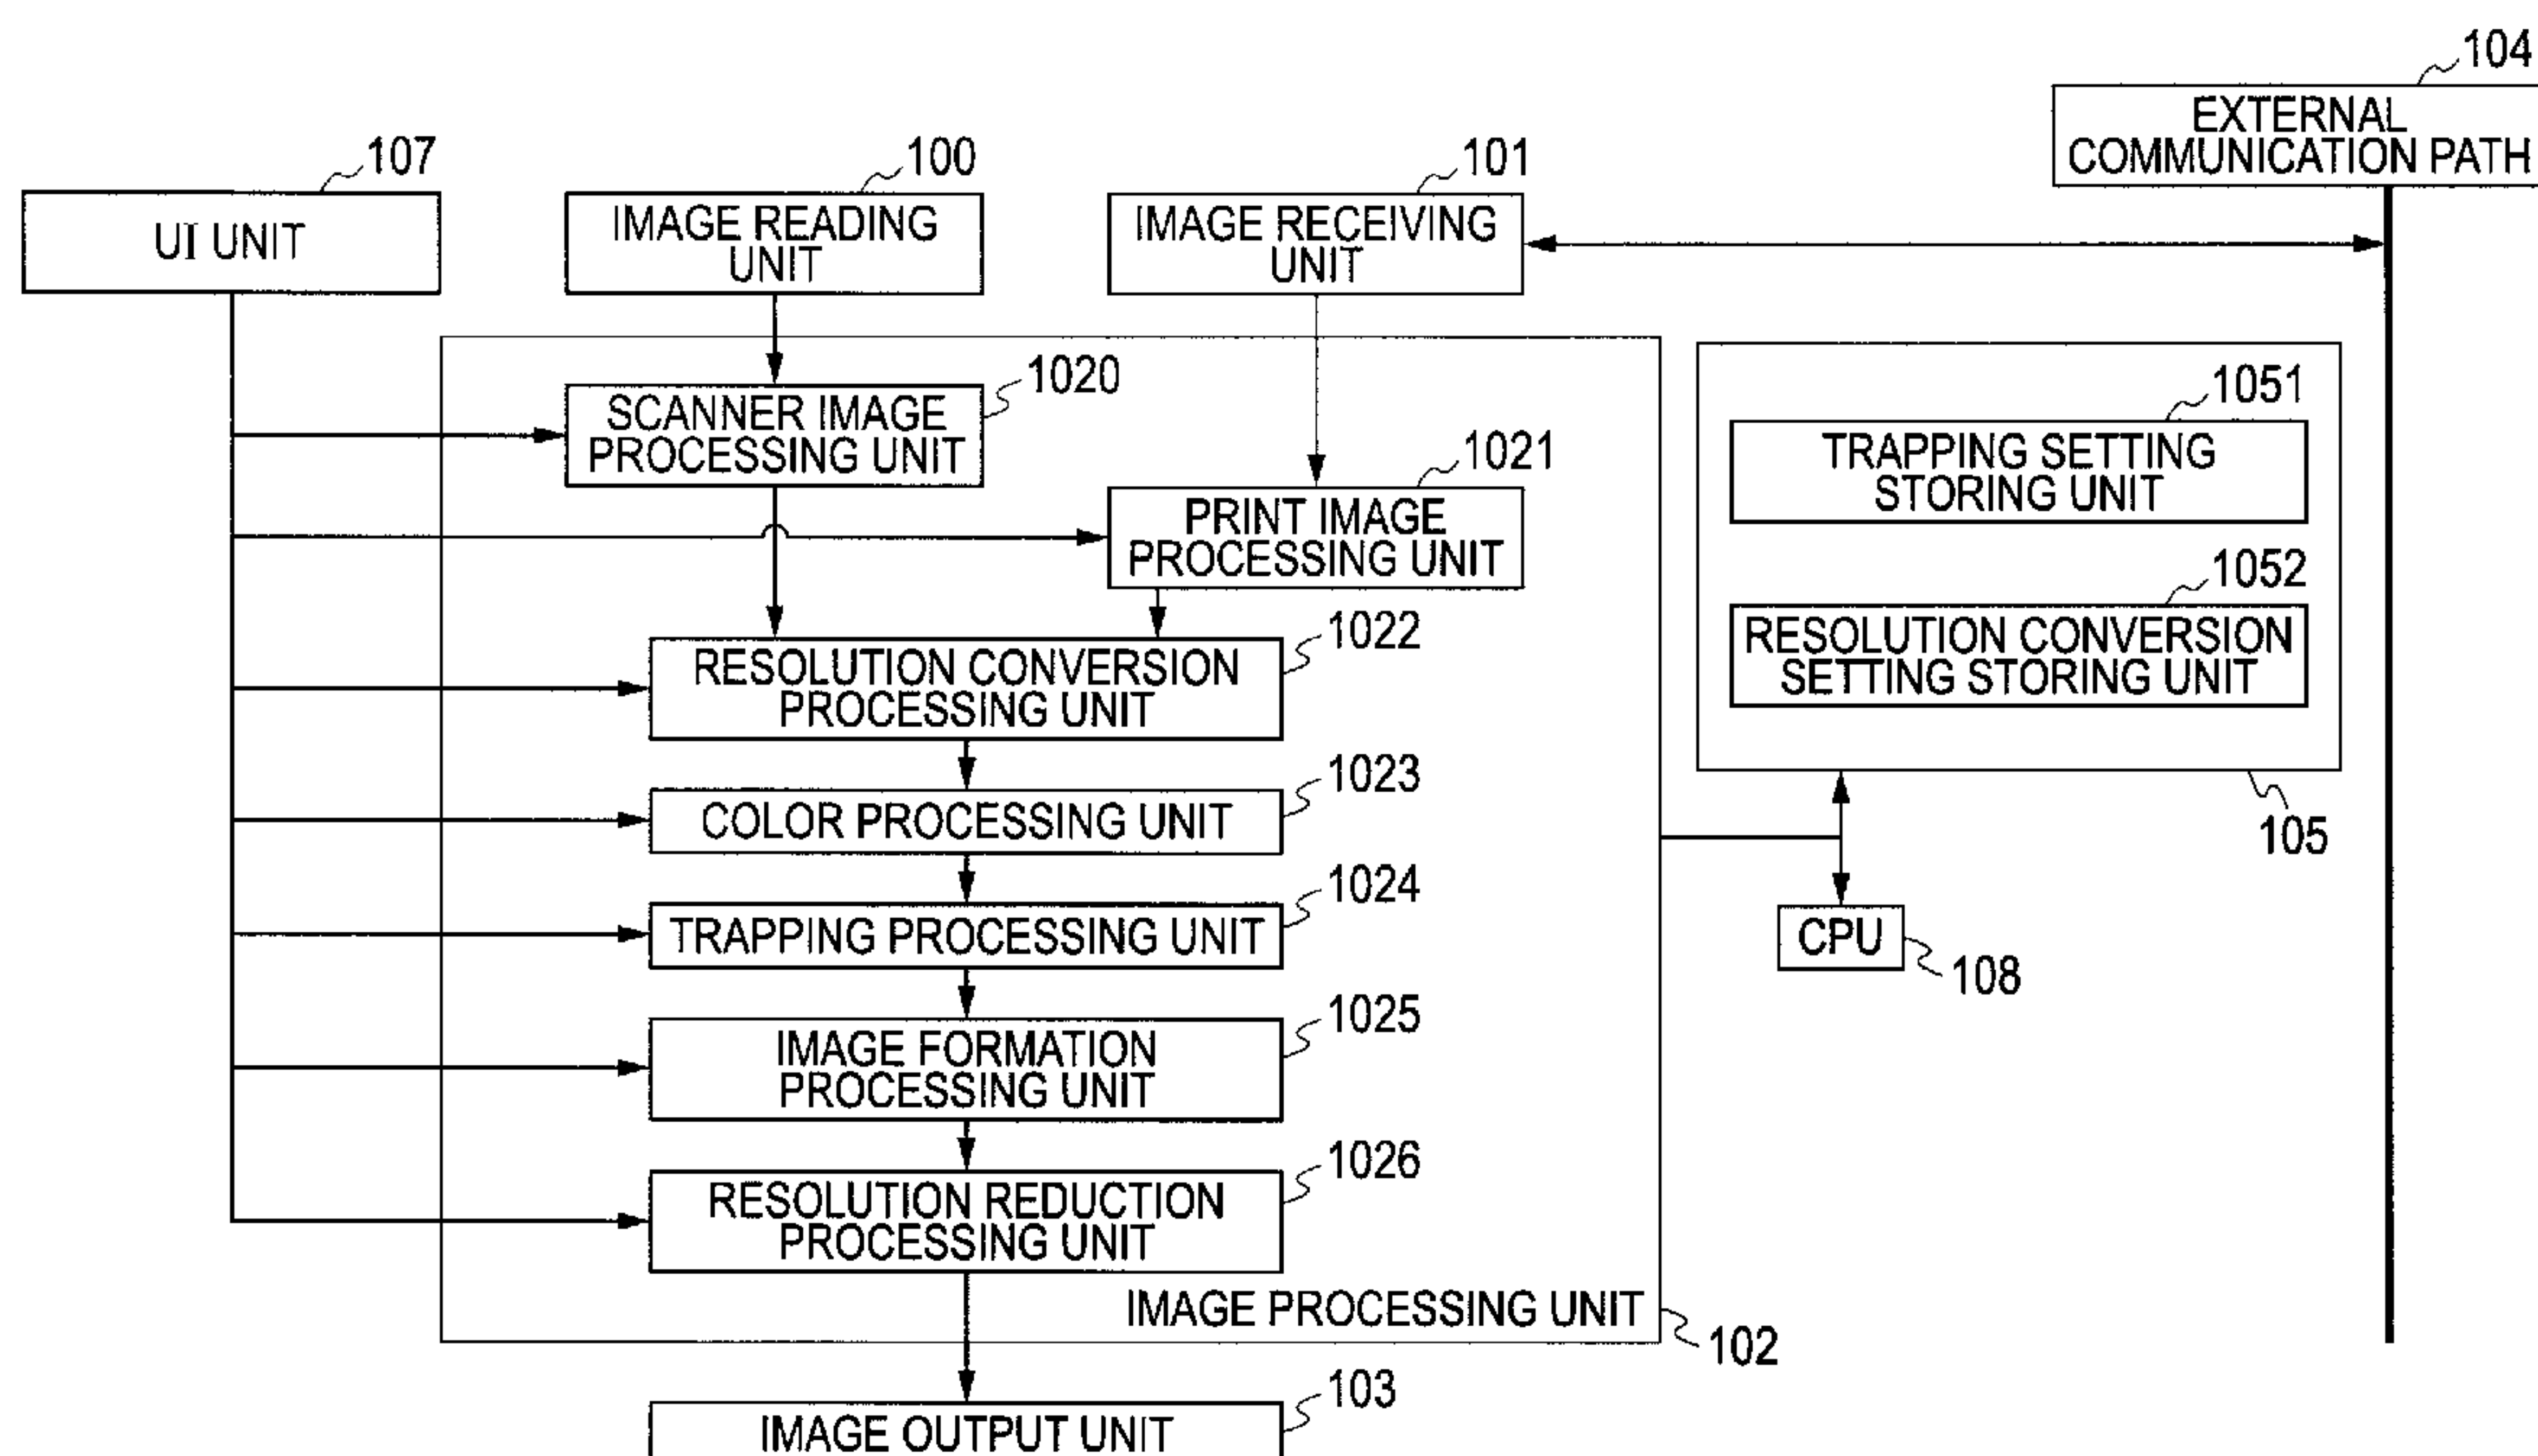 104
EXTERNAL
COMMUNICATION PATH
107
UI UNIT
100
IMAGE READING
UNIT
101
IMAGE RECEIVING
UNIT
1020
SCANNER IMAGE
PROCESSING UNIT
1021
PRINT IMAGE
PROCESSING UNIT
1022
RESOLUTION CONVERSION
PROCESSING UNIT
1023
COLOR PROCESSING UNIT
1024
TRAPPING PROCESSING UNIT
1025
IMAGE FORMATION
PROCESSING UNIT
1026
RESOLUTION REDUCTION
PROCESSING UNIT
IMAGE PROCESSING UNIT
102
103
IMAGE OUTPUT UNIT
1051
TRAPPING SETTING
STORING UNIT
1052
RESOLUTION CONVERSION
SETTING STORING UNIT
105
CPU
108